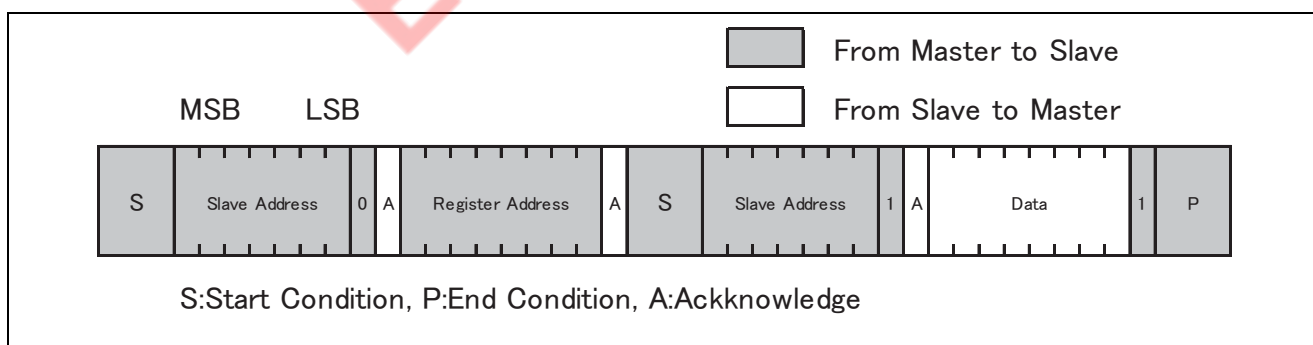 From Master to Slave
MSB LSB
From Slave to Master
S Slave Address 0 A Register Address A S Slave Address 1 A Data 1 P
S:Start Condition, P:End Condition, A:Ackknowledge